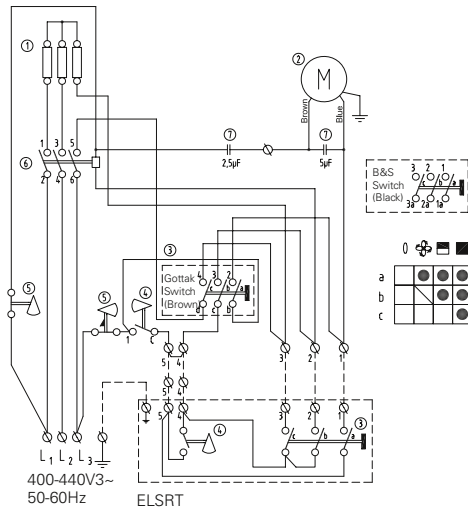 1
2
M
Brown
Blue
7
7
2,5µF
5µF
1 3 5
6
2 4 6
B&S
Switch
(Black)
3 2 1
c b a
3a 2a 1a
0
a
b
c
3
Gottak
Switch
(Brown)
4 3 2
c b a
d c b
5
5
4
1 C
5 4
5 4
5 4
3 2 1
3 2 1
4
3
c b a
L1 L2 L3
400-440V3~
50-60Hz
ELSRT